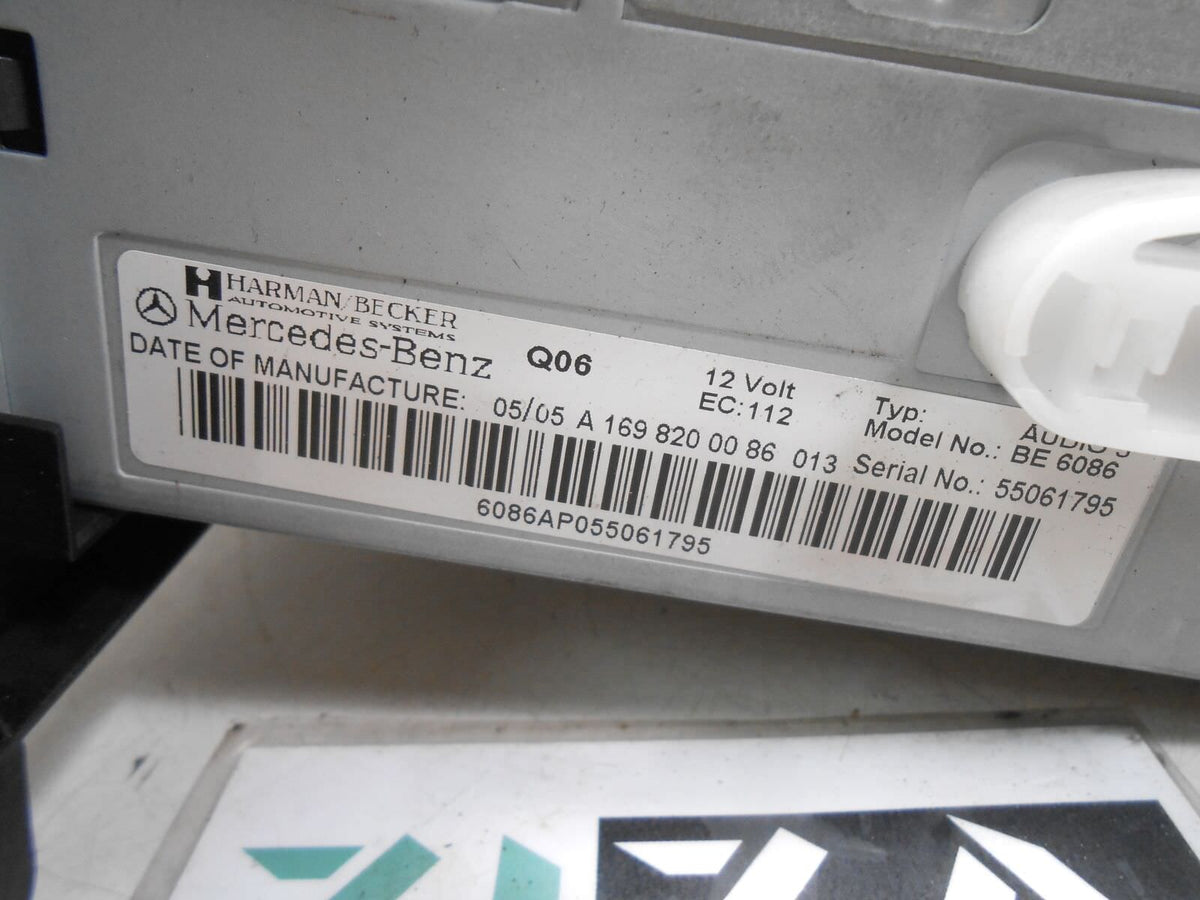 HARMAN/BECKER
AUTOMOTIVE SYSTEMS
Mercedes-Benz Q06 12 Volt Typ: AUDIO
EC:112 Model No.: BE 6086
DATE OF MANUFACTURE: 05/05 A 169 820 00 86 013 Serial No.: 55061795
6086AP055061795